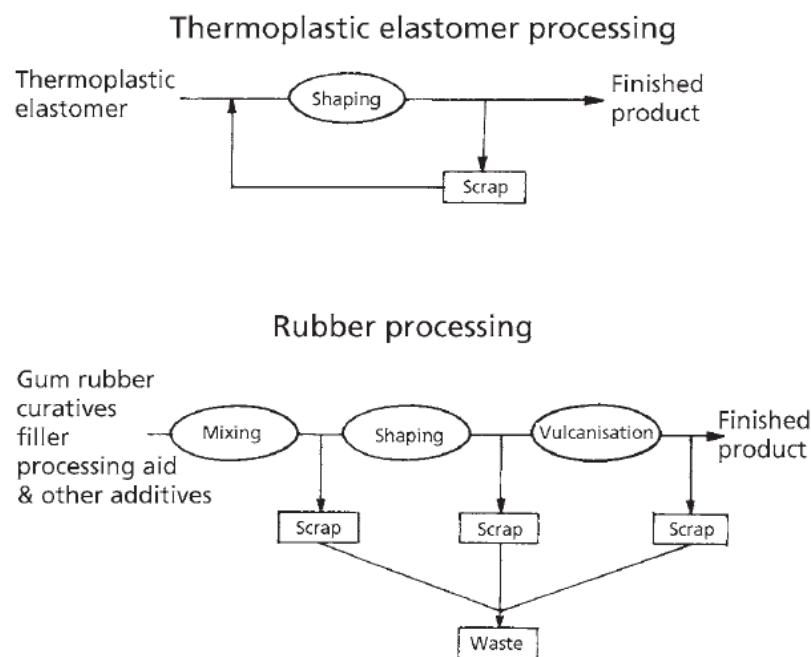 Thermoplastic elastomer processing
Thermoplastic
elastomer
Shaping
Finished
product
Scrap
Rubber processing
Gum rubber
curatives
filler
processing aid
& other additives
Mixing
Shaping
Vulcanisation
Finished
product
Scrap
Scrap
Scrap
Waste